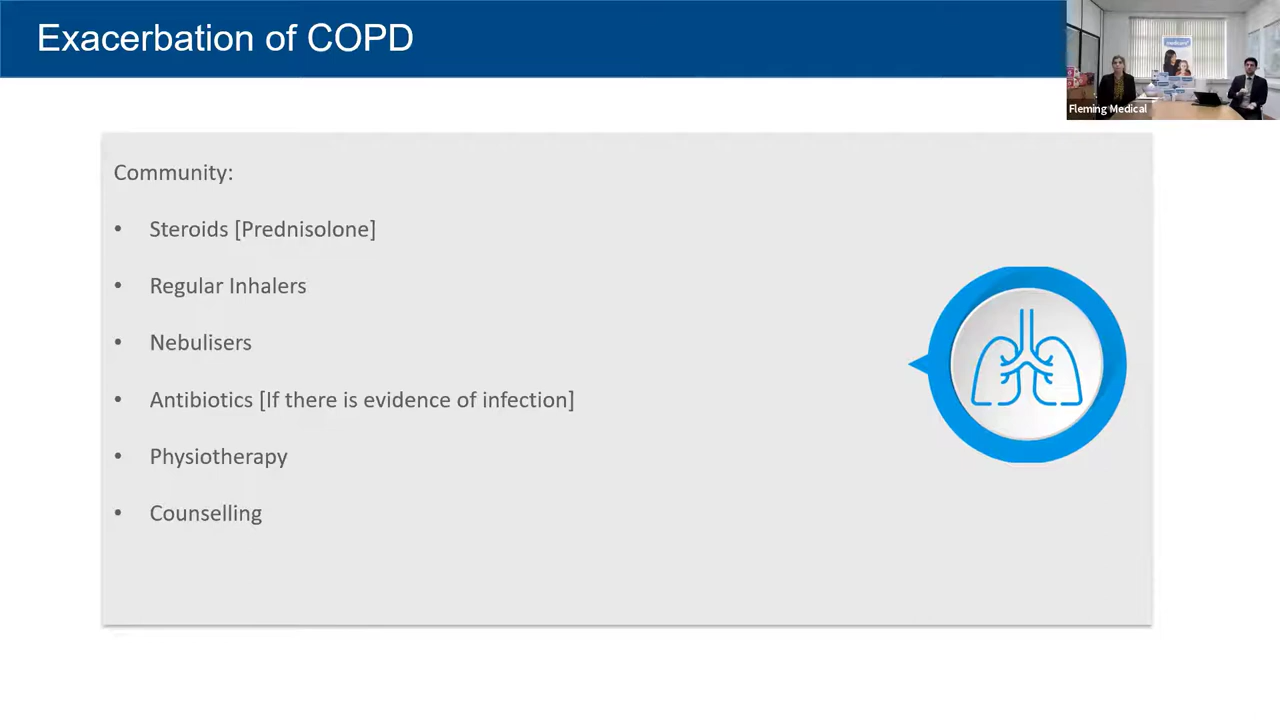 Exacerbation of COPD
Fleming Medical
Community:
• Steroids [Prednisolone]
• Regular Inhalers
• Nebulisers
• Antibiotics [If there is evidence of infection]
• Physiotherapy
• Counselling